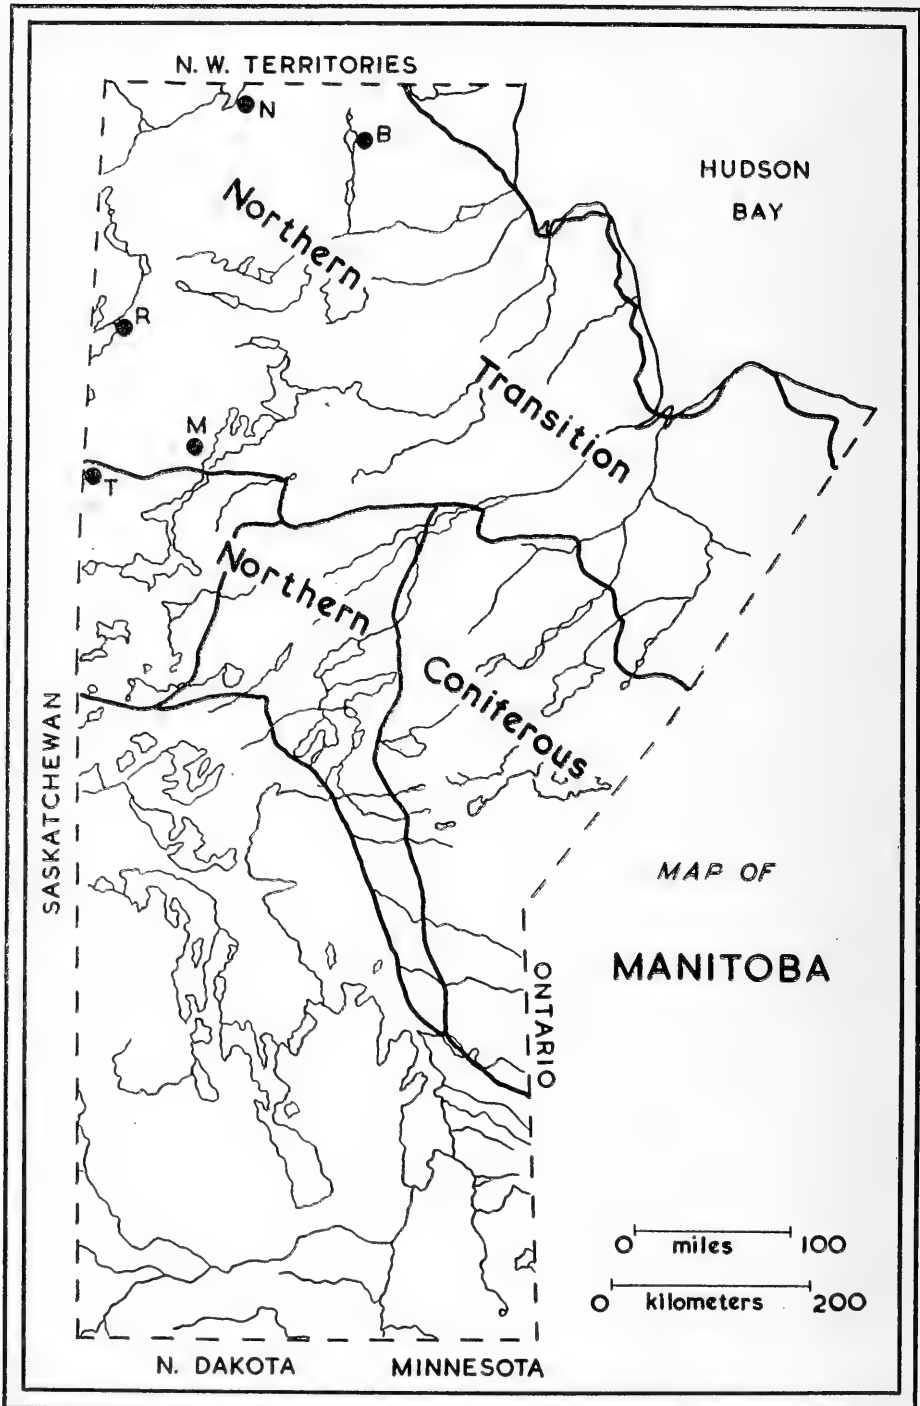 N. W. TERRITORIES
N
B
HUDSON
BAY
Northern
R
Transition
M
T
Northern
Coniferous
SASKATCHEWAN
MAP OF
MANITOBA
ONTARIO
0 miles 100
0 kilometers 200
N. DAKOTA
MINNESOTA